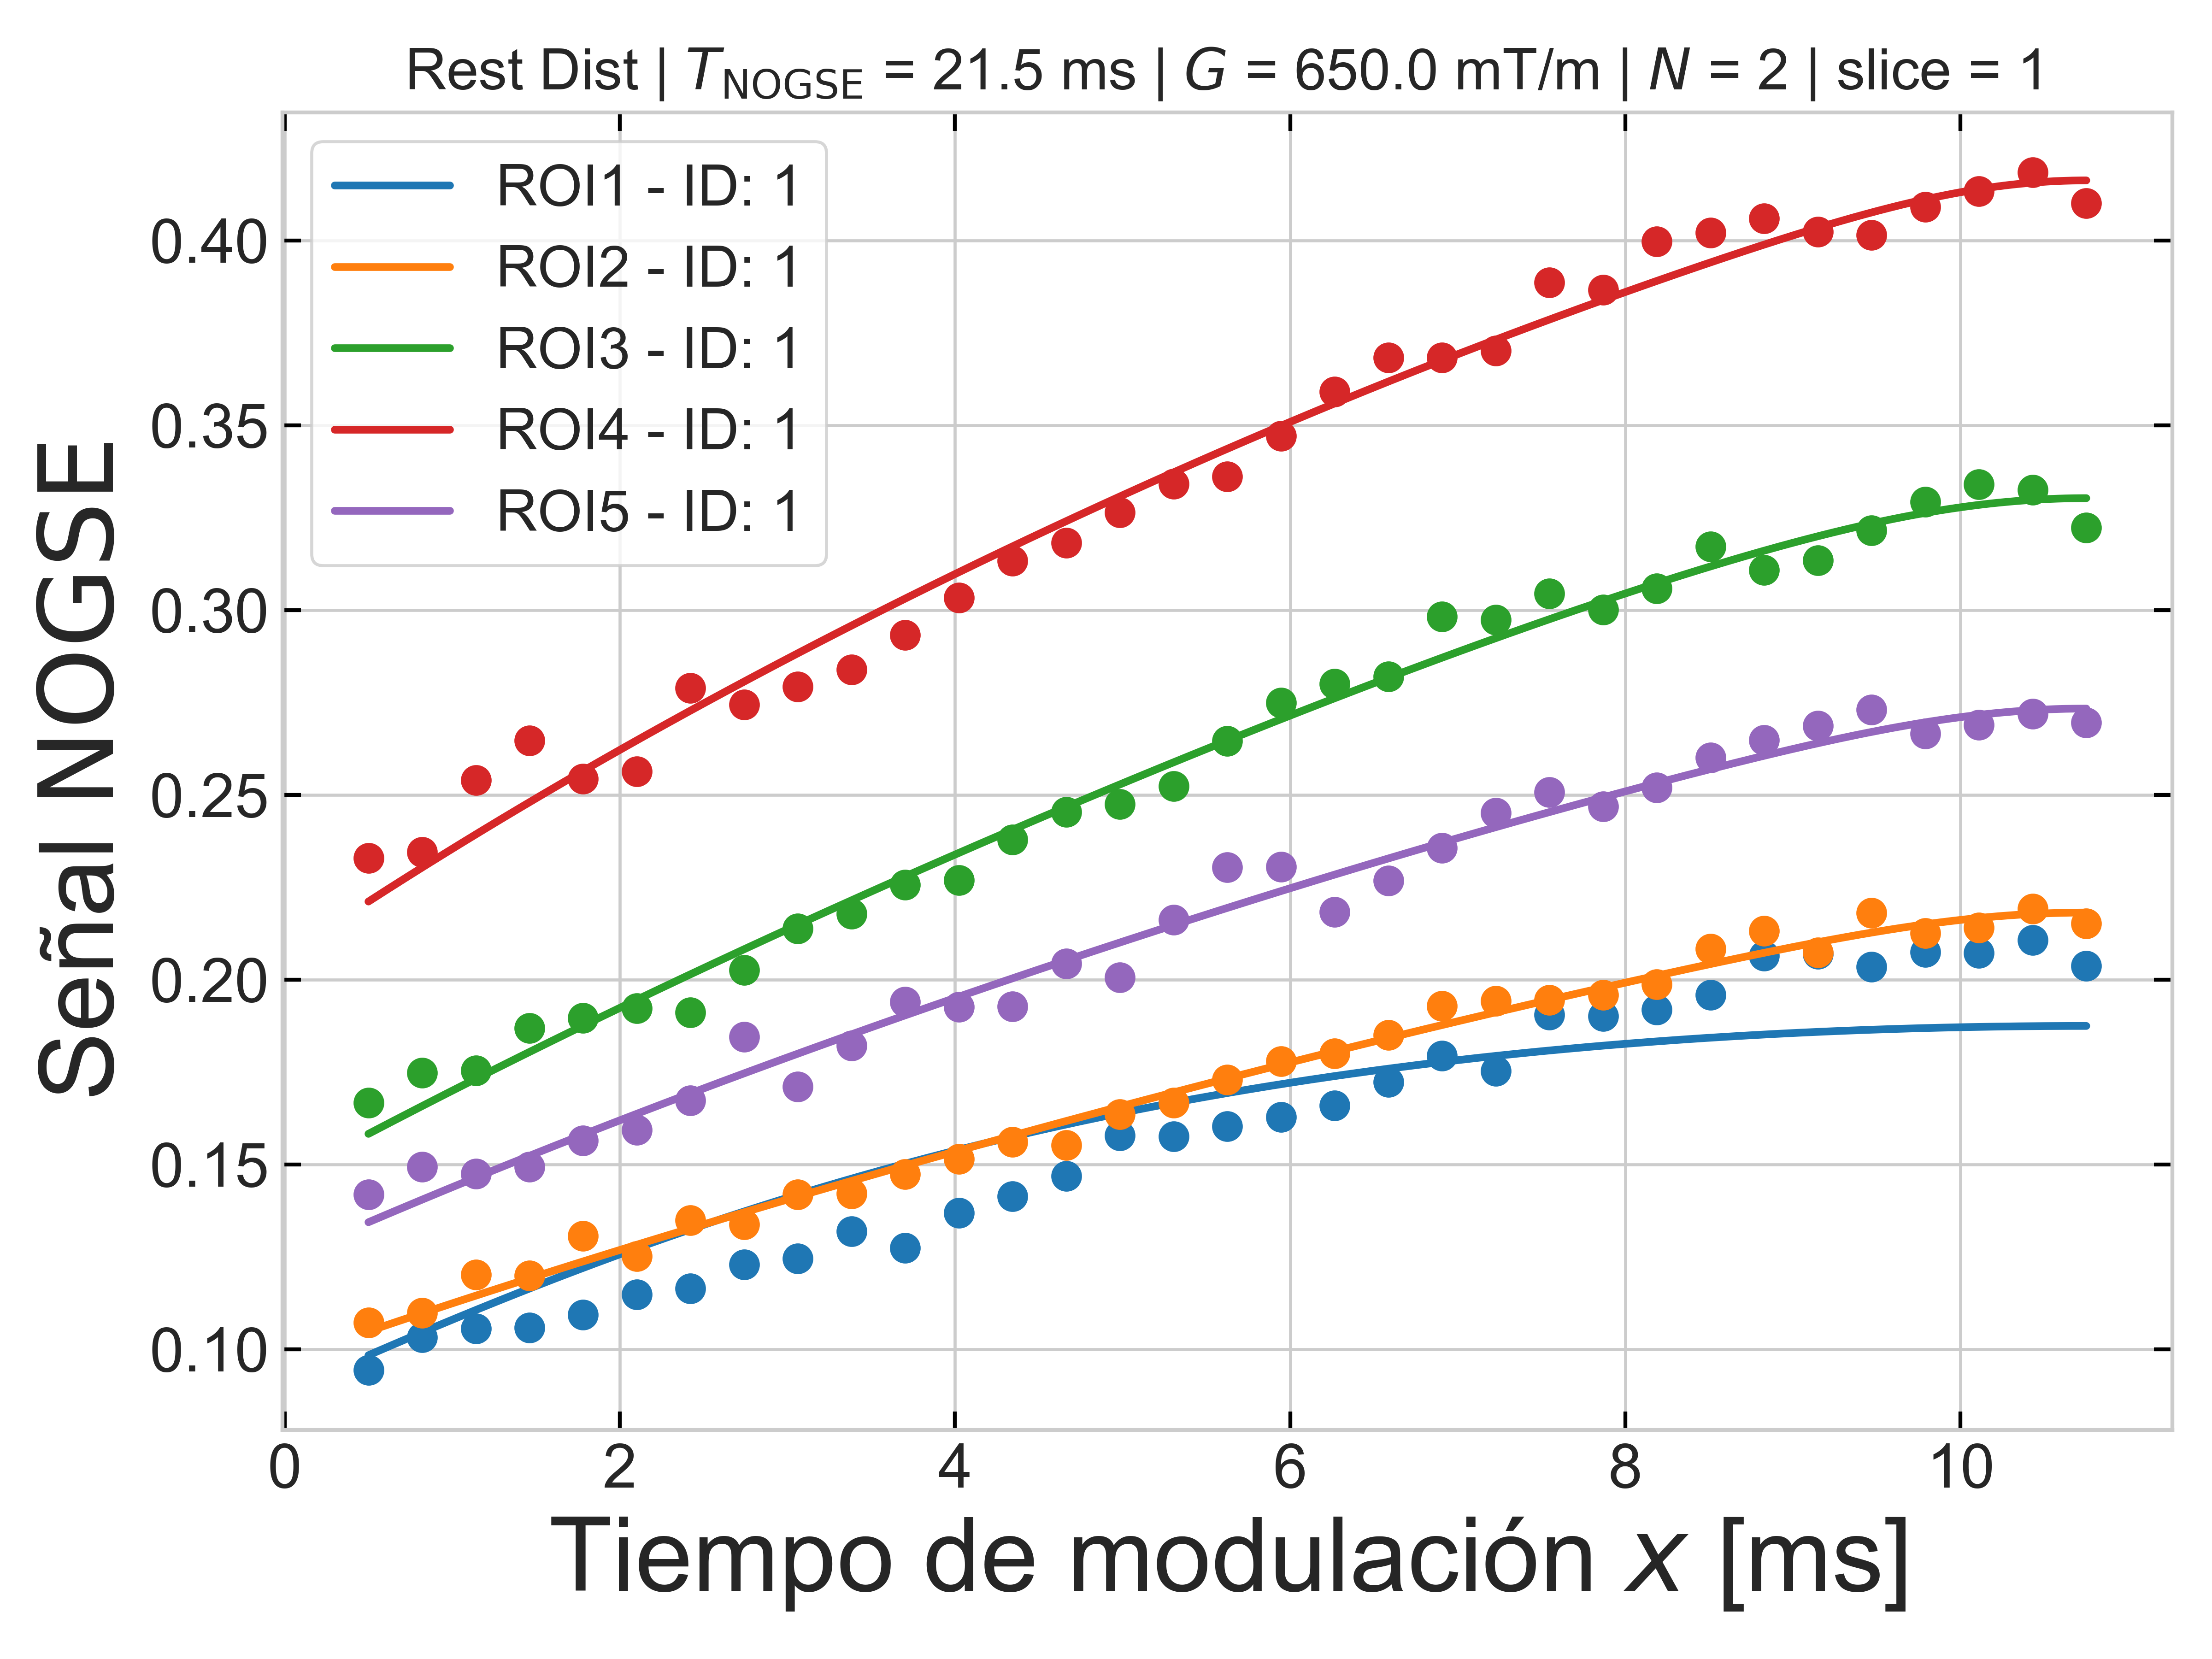 Rest Dist | T_NOGSE = 21.5 ms | G = 650.0 mT/m | N = 2 | slice = 1
ROI1 - ID: 1
ROI2 - ID: 1
ROI3 - ID: 1
ROI4 - ID: 1
ROI5 - ID: 1
Señal NOGSE
0.40
0.35
0.30
0.25
0.20
0.15
0.10
0 2 4 6 8 10
Tiempo de modulación x [ms]